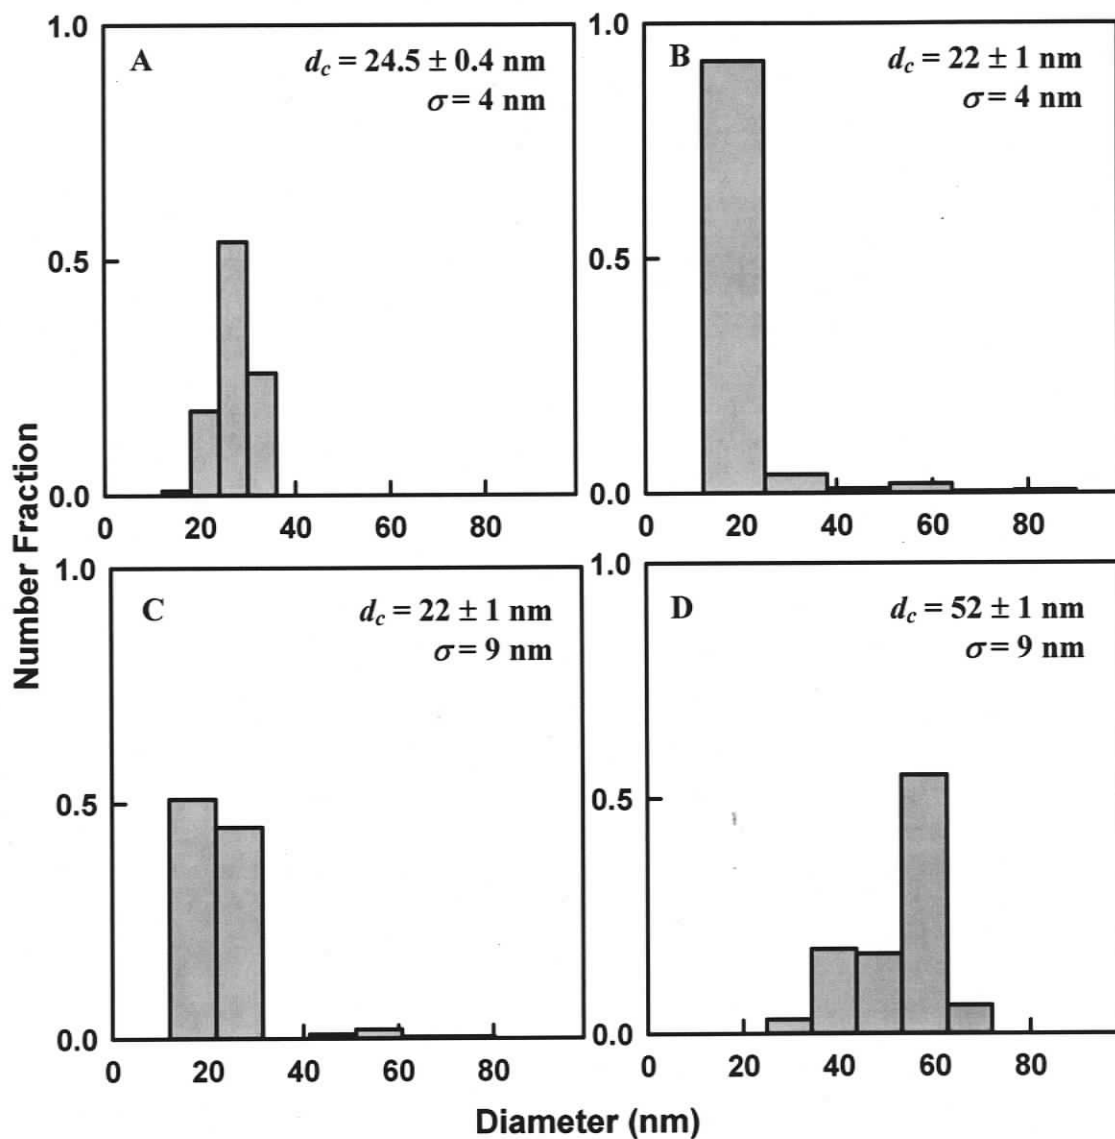 1.0
A
d_c = 24.5 ± 0.4 nm
σ = 4 nm
0.5
0.0
0 20 40 60 80
B
d_c = 22 ± 1 nm
σ = 4 nm
1.0
0.5
0.0
0 20 40 60 80
Number Fraction
1.0
C
d_c = 22 ± 1 nm
σ = 9 nm
0.5
0.0
0 20 40 60 80
0.0
D
d_c = 52 ± 1 nm
σ = 9 nm
1.0
0.5
0.0
0 20 40 60 80
Diameter (nm)